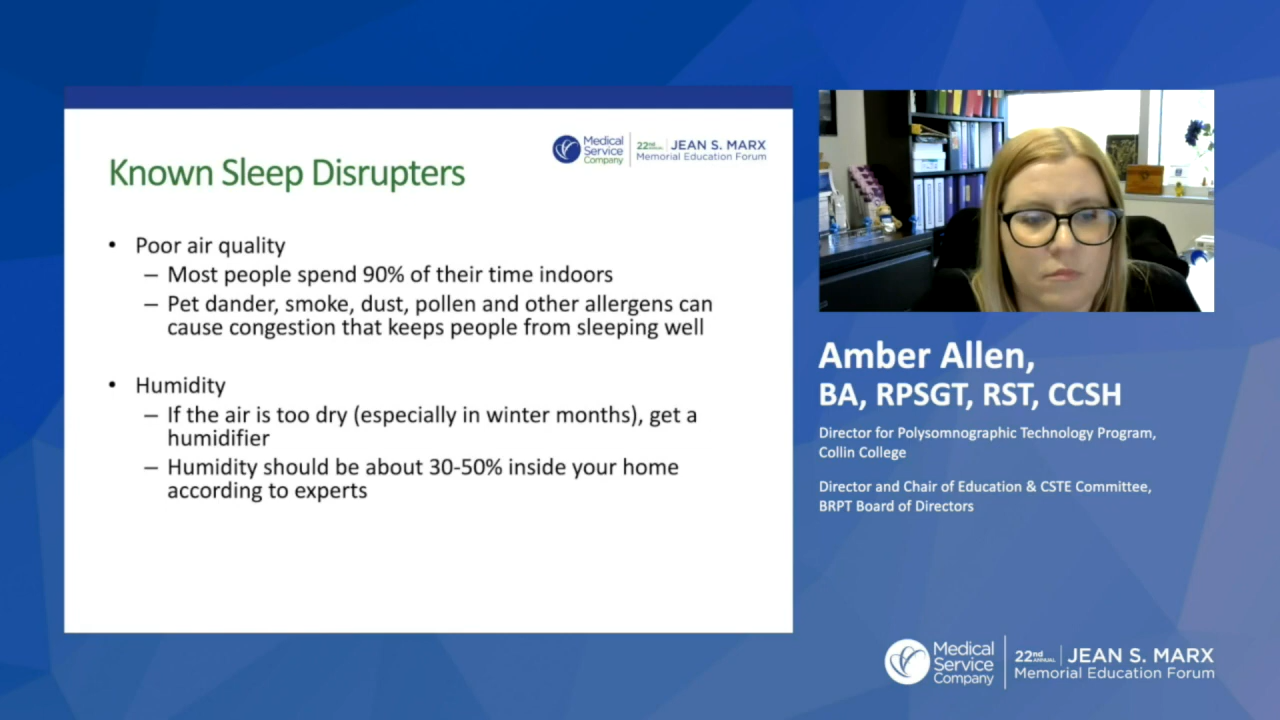 Known Sleep Disrupters
Medical
Service
Company
22nd
ANNUAL
JEAN S. MARX
Memorial Education Forum
• Poor air quality
– Most people spend 90% of their time indoors
– Pet dander, smoke, dust, pollen and other allergens can
cause congestion that keeps people from sleeping well
• Humidity
– If the air is too dry (especially in winter months), get a
humidifier
– Humidity should be about 30-50% inside your home
according to experts
Amber Allen,
BA, RPSGT, RST, CCSH
Director for Polysomnographic Technology Program,
Collin College
Director and Chair of Education & CSTE Committee,
BRPT Board of Directors
Medical
Service
Company
22nd
ANNUAL
JEAN S. MARX
Memorial Education Forum